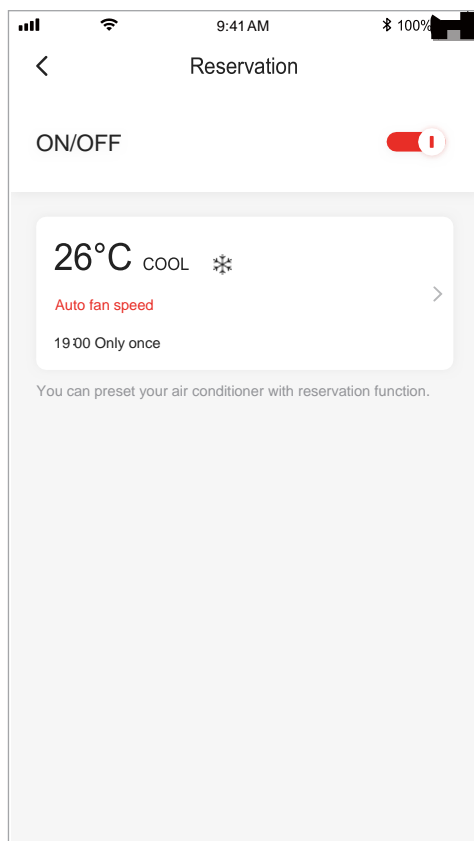 9:41 AM 100%
Reservation
ON/OFF
26°C COOL
Auto fan speed
19:00 Only once
You can preset your air conditioner with reservation function.